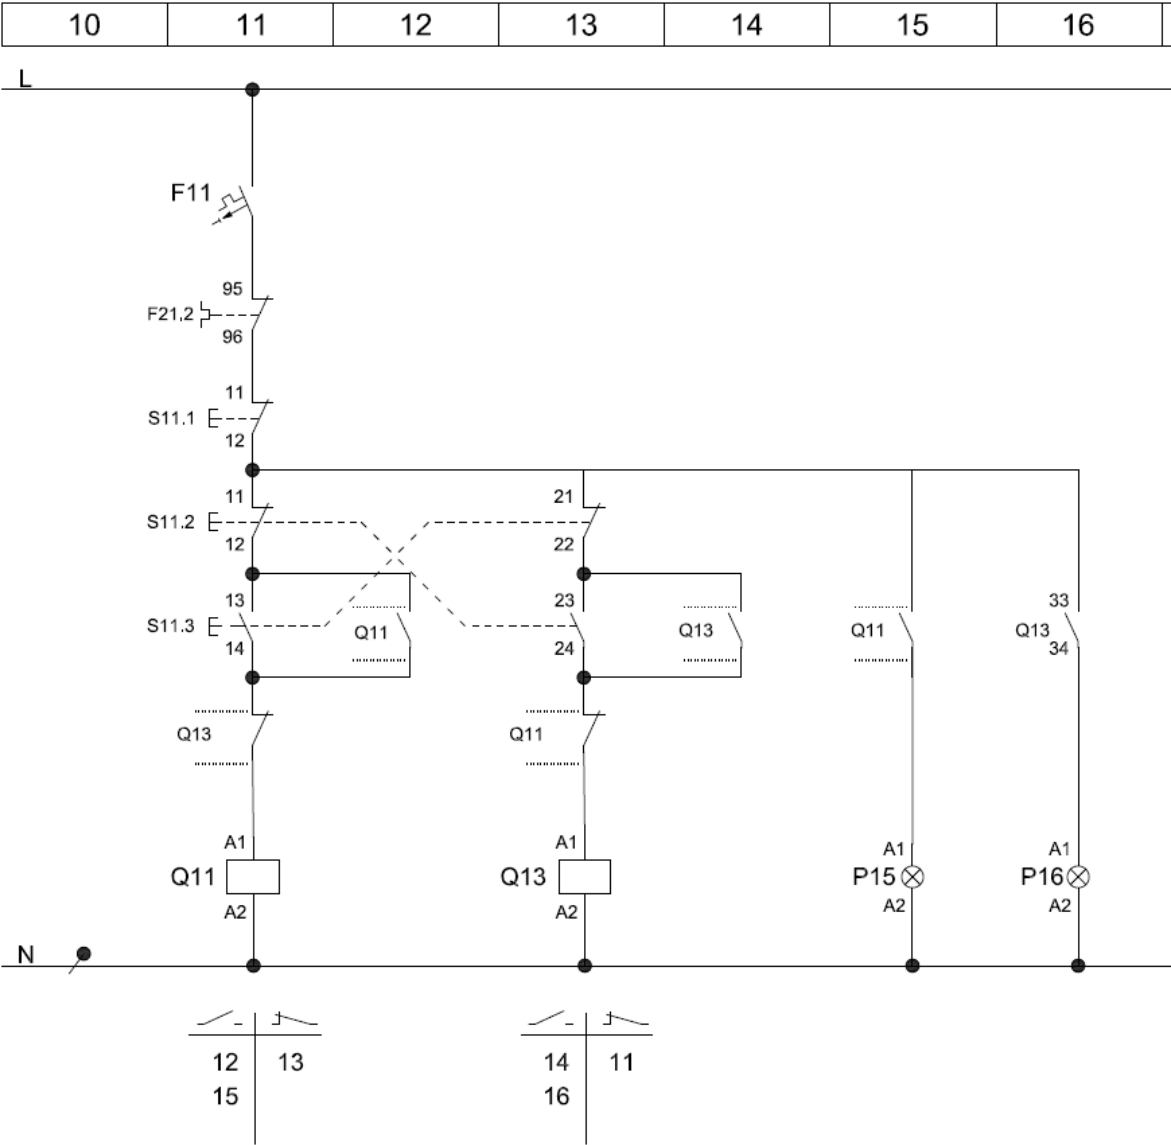 10 11 12 13 14 15 16
L
F11
95
F21.2
96
11
S11.1
12
11 21
S11.2
12 22
13 23 33
S11.3 Q11 Q13 Q11 Q13
14 24 34
Q13 Q11
A1 A1 A1 A1
Q11 Q13 P15 P16
A2 A2 A2 A2
N
12 13 14 11
15 16